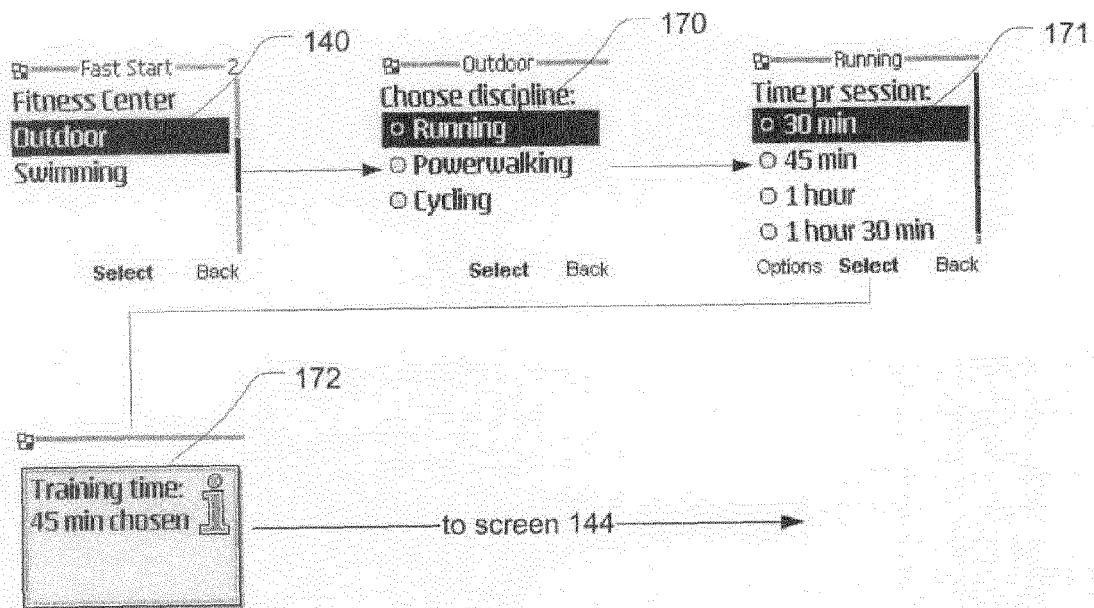 140
Fast Start
2
Fitness Center
Outdoor
Swimming
Select Back
170
Outdoor
Choose discipline:
Running
Powerwalking
Cycling
Select Back
171
Running
Time pr session:
30 min
45 min
1 hour
1 hour 30 min
Options Select Back
172
Training time:
45 min chosen
to screen 144